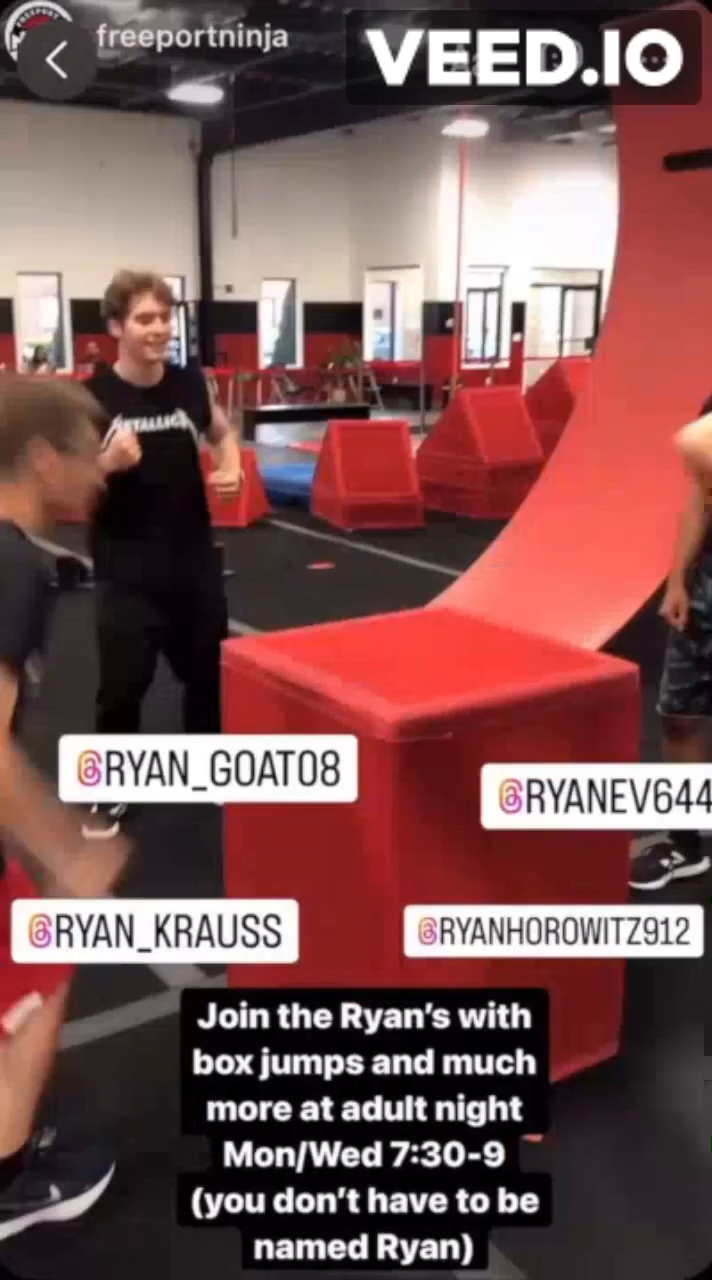 freeportninja
VEED.IO
METALLICA
@RYAN_GOAT08
@RYANEV644
@RYAN_KRAUSS
@RYANHOROWITZ912
Join the Ryan’s with
box jumps and much
more at adult night
Mon/Wed 7:30-9
(you don’t have to be
named Ryan)